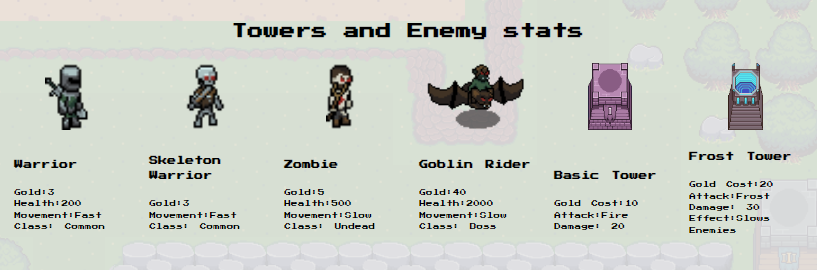 Towers and Enemy stats
Warrior
Gold:3
Health:200
Movement:Fast
Class: Common
Skeleton
Warrior
Gold:3
Movement:Fast
Class: Common
Zombie
Gold:5
Health:500
Movement:Slow
Class: Undead
Goblin Rider
Gold:40
Health:2000
Movement:Slow
Class: Boss
Basic Tower
Gold Cost:10
Attack:Fire
Damage: 20
Frost Tower
Gold Cost:20
Attack:Frost
Damage: 30
Effect:Slows
Enemies